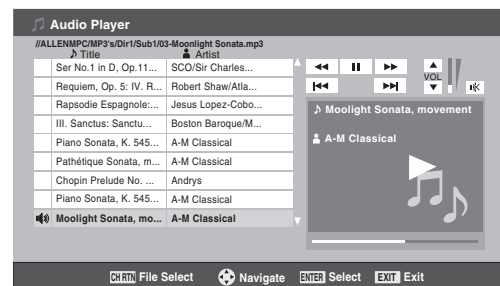 Audio Player
//ALLENMPC/MP3's/Dir1/Sub1/03-Moonlight Sonata.mp3
Title Artist
Ser No.1 in D, Op.11... SCO/Sir Charles...
Requiem, Op. 5: IV. R... Robert Shaw/Atla...
Rapsodie Espagnole:... Jesus Lopez-Cobo...
III. Sanctus: Sanctu... Boston Baroque/M...
Piano Sonata, K. 545... A-M Classical
Pathétique Sonata, m... A-M Classical
Chopin Prelude No. ... Andrys
Piano Sonata, K. 545... A-M Classical
Moolight Sonata, mo... A-M Classical
VOL
Moolight Sonata, movement
A-M Classical
CH RTN File Select Navigate ENTER Select EXIT Exit